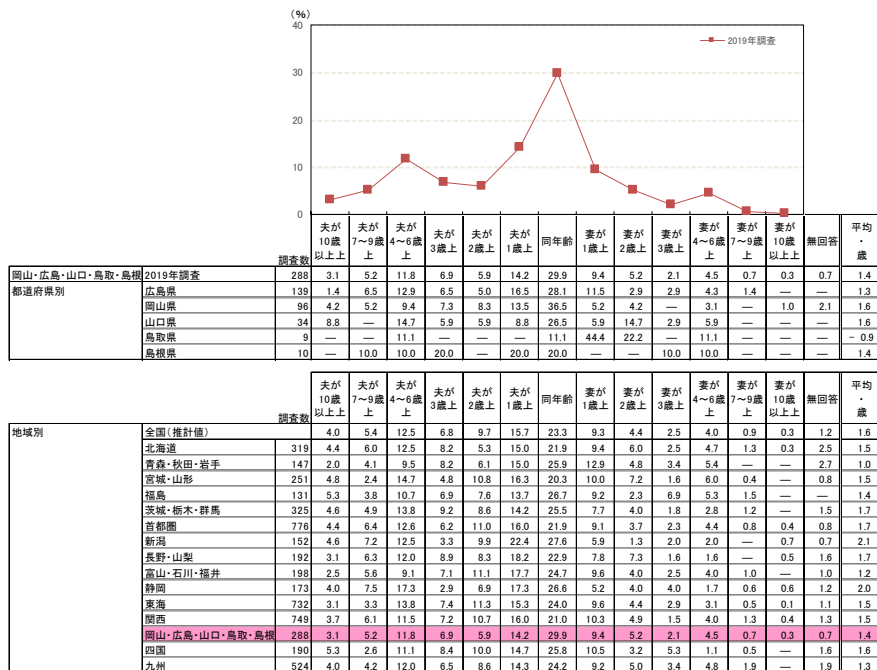 (%)
40
30
20
10
0
2019年調査
調査数 夫が10歳以上上 夫が7～9歳上 夫が4～6歳上 夫が3歳上 夫が2歳上 夫が1歳上 同年齢 妻が1歳上 妻が2歳上 妻が3歳上 妻が4～6歳上 妻が7～9歳上 妻が10歳以上上 無回答 平均・歳
岡山・広島・山口・鳥取・島根 2019年調査 288 3.1 5.2 11.8 6.9 5.9 14.2 29.9 9.4 5.2 2.1 4.5 0.7 0.3 0.7 1.4
都道府県別 広島県 139 1.4 6.5 12.9 6.5 5.0 16.5 28.1 11.5 2.9 2.9 4.3 1.4 — — 1.3
岡山県 96 4.2 5.2 9.4 7.3 8.3 13.5 36.5 5.2 4.2 — 3.1 — 1.0 2.1 1.6
山口県 34 8.8 — 14.7 5.9 5.9 8.8 26.5 5.9 14.7 2.9 5.9 — — — 1.6
鳥取県 9 — — 11.1 — — — 11.1 44.4 22.2 — 11.1 — — — - 0.9
島根県 10 — 10.0 10.0 20.0 — 20.0 20.0 — — 10.0 10.0 — — — 1.4
調査数 夫が10歳以上上 夫が7～9歳上 夫が4～6歳上 夫が3歳上 夫が2歳上 夫が1歳上 同年齢 妻が1歳上 妻が2歳上 妻が3歳上 妻が4～6歳上 妻が7～9歳上 妻が10歳以上上 無回答 平均・歳
地域別 全国(推計値) 4.0 5.4 12.5 6.8 9.7 15.7 23.3 9.3 4.4 2.5 4.0 0.9 0.3 1.2 1.6
北海道 319 4.4 6.0 12.5 8.2 5.3 15.0 21.9 9.4 6.0 2.5 4.7 1.3 0.3 2.5 1.5
青森・秋田・岩手 147 2.0 4.1 9.5 8.2 6.1 15.0 25.9 12.9 4.8 3.4 5.4 — — 2.7 1.0
宮城・山形 251 4.8 2.4 14.7 4.8 10.8 16.3 20.3 10.0 7.2 1.6 6.0 0.4 — 0.8 1.5
福島 131 5.3 3.8 10.7 6.9 7.6 13.7 26.7 9.2 2.3 6.9 5.3 1.5 — — 1.4
茨城・栃木・群馬 325 4.6 4.9 13.8 9.2 8.6 14.2 25.5 7.7 4.0 1.8 2.8 1.2 — 1.5 1.7
首都圏 776 4.4 6.4 12.6 6.2 11.0 16.0 21.9 9.1 3.7 2.3 4.4 0.8 0.4 0.8 1.7
新潟 152 4.6 7.2 12.5 3.3 9.9 22.4 27.6 5.9 1.3 2.0 2.0 — 0.7 0.7 2.1
長野・山梨 192 3.1 6.3 12.0 8.9 8.3 18.2 22.9 7.8 7.3 1.6 1.6 — 0.5 1.6 1.7
富山・石川・福井 198 2.5 5.6 9.1 7.1 11.1 17.7 24.7 9.6 4.0 2.5 4.0 1.0 — 1.0 1.2
静岡 173 4.0 7.5 17.3 2.9 6.9 17.3 26.6 5.2 4.0 4.0 1.7 0.6 0.6 1.2 2.0
東海 732 3.1 3.3 13.8 7.4 11.3 15.3 24.0 9.6 4.4 2.9 3.1 0.5 0.1 1.1 1.5
関西 749 3.7 6.1 11.5 7.2 10.7 16.0 21.0 10.3 4.9 1.5 4.0 1.3 0.4 1.3 1.5
岡山・広島・山口・鳥取・島根 288 3.1 5.2 11.8 6.9 5.9 14.2 29.9 9.4 5.2 2.1 4.5 0.7 0.3 0.7 1.4
四国 190 5.3 2.6 11.1 8.4 10.0 14.7 25.8 10.5 3.2 5.3 1.1 0.5 — 1.6 1.6
九州 524 4.0 4.2 12.0 6.5 8.6 14.3 24.2 9.2 5.0 3.4 4.8 1.9 — 1.9 1.3